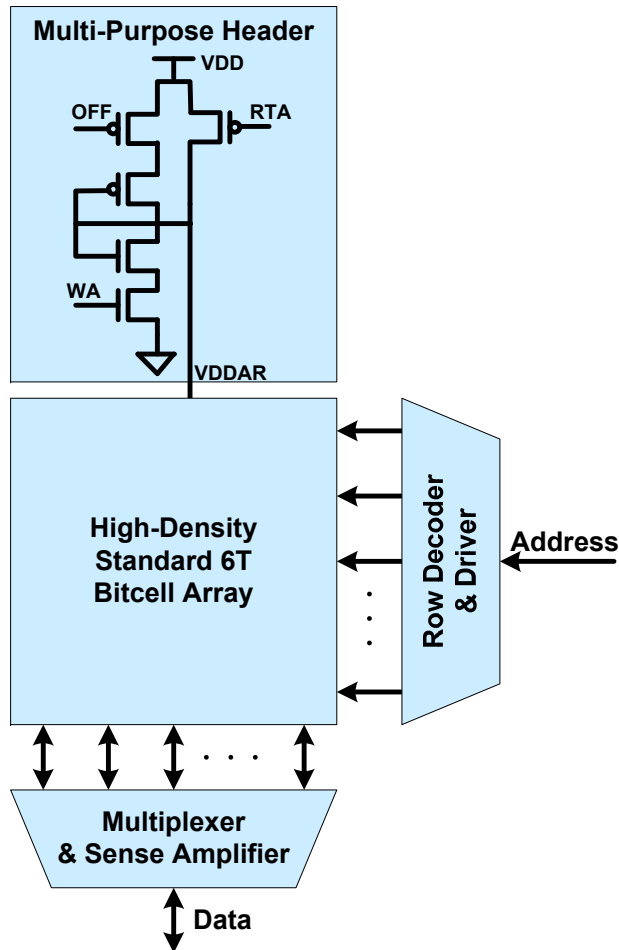 Multi-Purpose Header
VDD
OFF
RTA
WA
VDDAR
High-Density
Standard 6T
Bitcell Array
Row Decoder
& Driver
Address
Multiplexer
& Sense Amplifier
Data